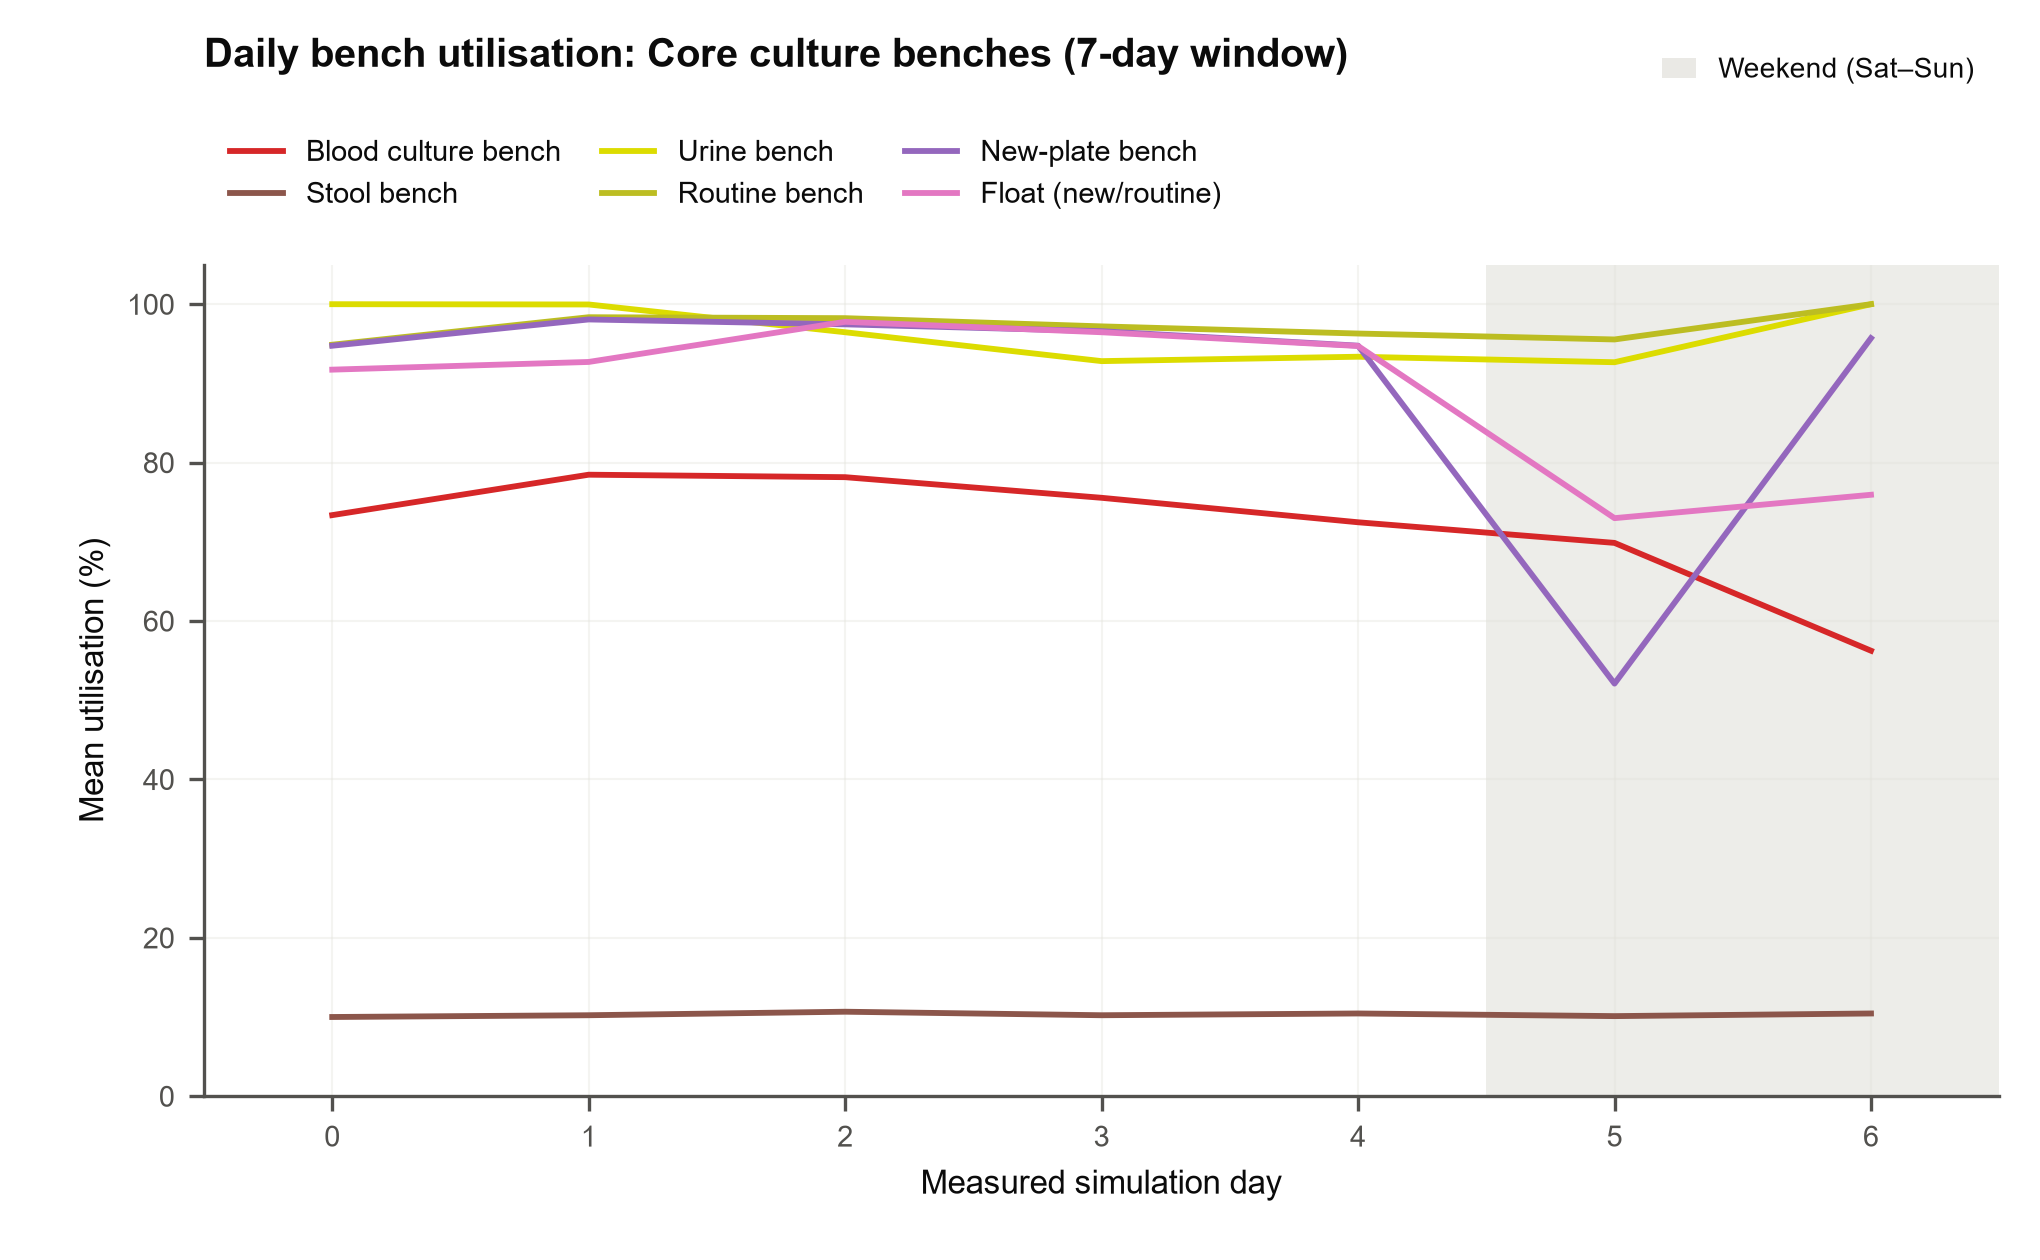 Daily bench utilisation: Core culture benches (7-day window)
Weekend (Sat–Sun)
Blood culture bench
Urine bench
New-plate bench
Stool bench
Routine bench
Float (new/routine)
Mean utilisation (%)
100
80
60
40
20
0
0 1 2 3 4 5 6
Measured simulation day